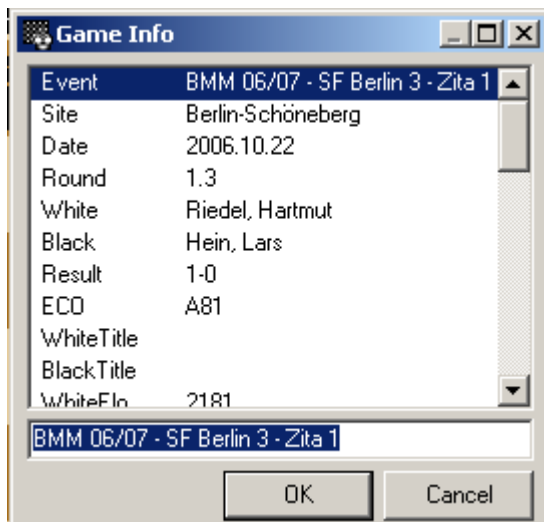 Game Info
Event BMM 06/07 - SF Berlin 3 - Zita 1
Site Berlin-Schöneberg
Date 2006.10.22
Round 1.3
White Riedel, Hartmut
Black Hein, Lars
Result 1-0
ECO A81
WhiteTitle
BlackTitle
WhiteElo 2181
BMM 06/07 - SF Berlin 3 - Zita 1
OK Cancel